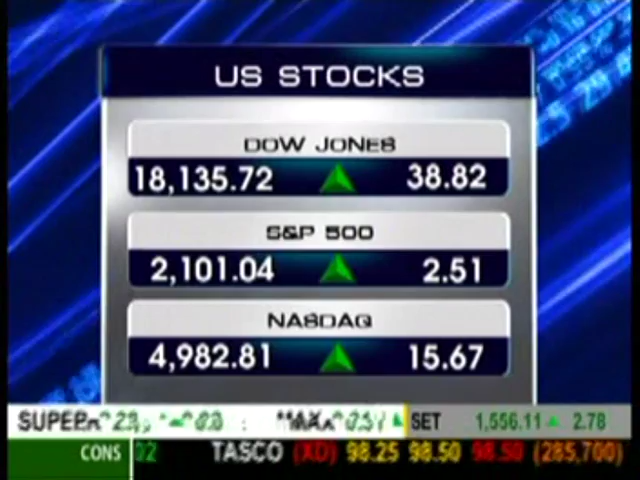 US STOCKS
DOW JONES
18,135.72 38.82
S&P 500
2,101.04 2.51
NASDAQ
4,982.81 15.67
SUPER SET 1,556.11 2.78
CONS 02 TASCO (XD) 98.25 98.50 98.50 (285,700)